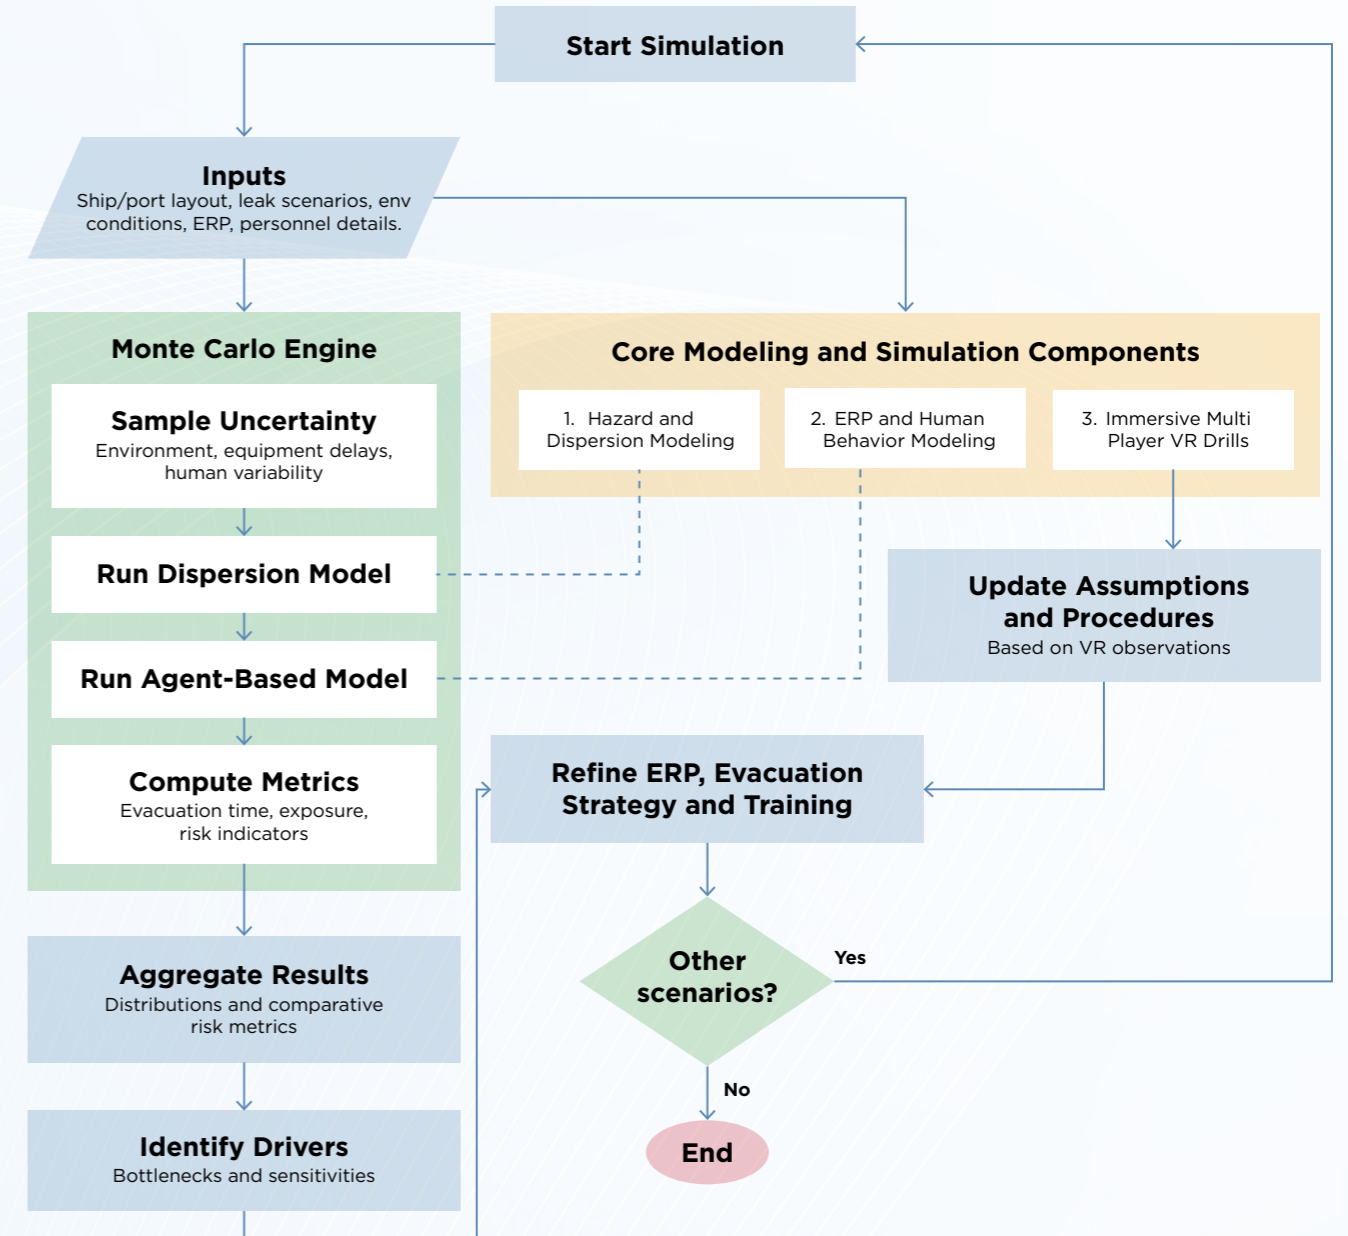 Start Simulation
Inputs
Ship/port layout, leak scenarios, env
conditions, ERP, personnel details.
Monte Carlo Engine
Sample Uncertainty
Environment, equipment delays,
human variability
Run Dispersion Model
Run Agent-Based Model
Compute Metrics
Evacuation time, exposure,
risk indicators
Aggregate Results
Distributions and comparative
risk metrics
Identify Drivers
Bottlenecks and sensitivities
Core Modeling and Simulation Components
1. Hazard and
Dispersion Modeling
2. ERP and Human
Behavior Modeling
3. Immersive Multi
Player VR Drills
Update Assumptions
and Procedures
Based on VR observations
Refine ERP, Evacuation
Strategy and Training
Other
scenarios?
Yes
No
End